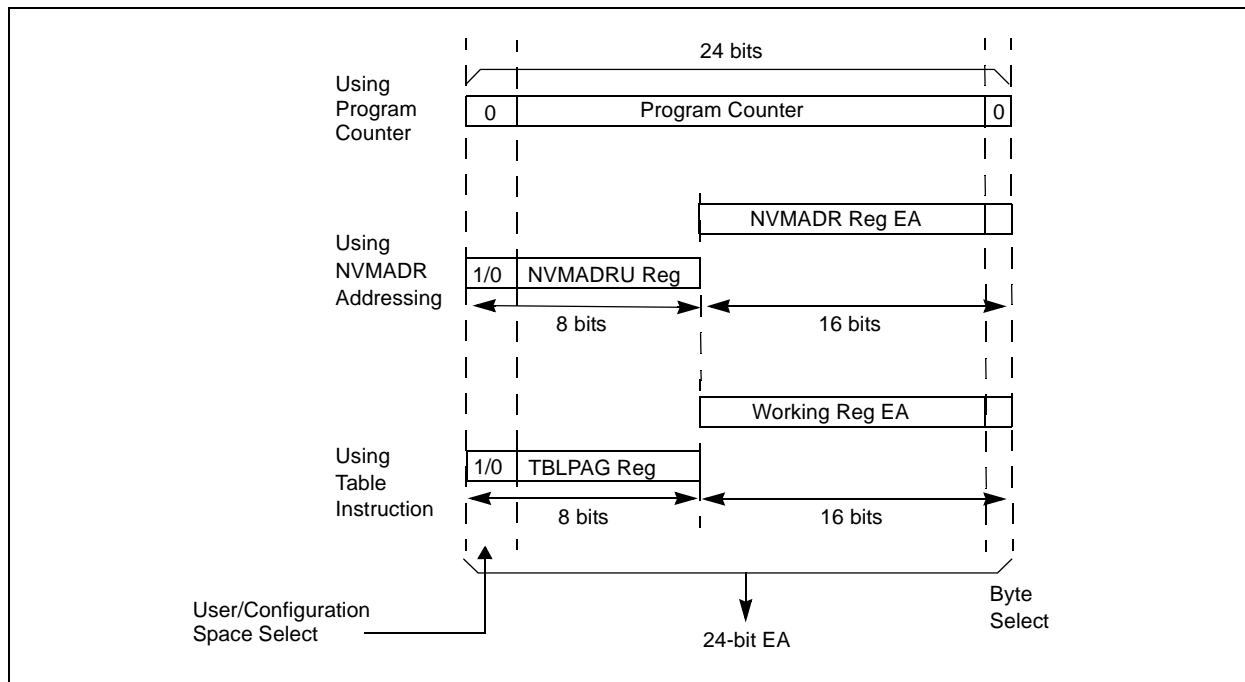 24 bits
Using
Program
Counter
0
Program Counter
0
NVMADR Reg EA
Using
NVMADR
Addressing
1/0
NVMADRU Reg
8 bits
16 bits
Working Reg EA
Using
Table
Instruction
1/0
TBLPAG Reg
8 bits
16 bits
User/Configuration
Space Select
24-bit EA
Byte
Select